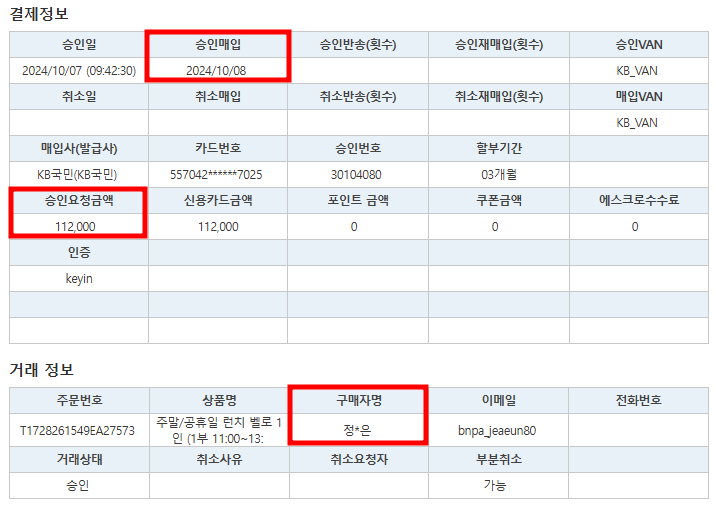 결제정보
승인일 승인매입 승인반송(횟수) 승인재매입(횟수) 승인VAN
2024/10/07 (09:42:30) 2024/10/08 KB_VAN
취소일 취소매입 취소반송(횟수) 취소재매입(횟수) 매입VAN
KB_VAN
매입사(발급사) 카드번호 승인번호 할부기간
KB국민(KB국민) 557042******7025 30104080 03개월
승인요청금액 신용카드금액 포인트 금액 쿠폰금액 에스크로수수료
112,000 112,000 0 0 0
인증
keyin
거래 정보
주문번호 상품명 구매자명 이메일 전화번호
T1728261549EA27573 주말/공휴일 런치 벨로 1인 (1부 11:00~13: 정*은 bnpa_jeaeun80
거래상태 취소사유 취소요청자 부분취소
승인 가능